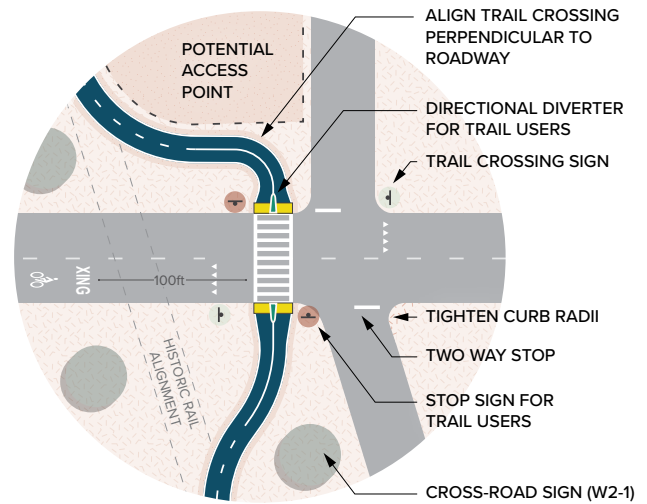 ALIGN TRAIL CROSSING
PERPENDICULAR TO
ROADWAY
POTENTIAL
ACCESS
POINT
DIRECTIONAL DIVERTER
FOR TRAIL USERS
TRAIL CROSSING SIGN
XING
100ft
HISTORIC RAIL
ALIGNMENT
TIGHTEN CURB RADII
TWO WAY STOP
STOP SIGN FOR
TRAIL USERS
CROSS-ROAD SIGN (W2-1)